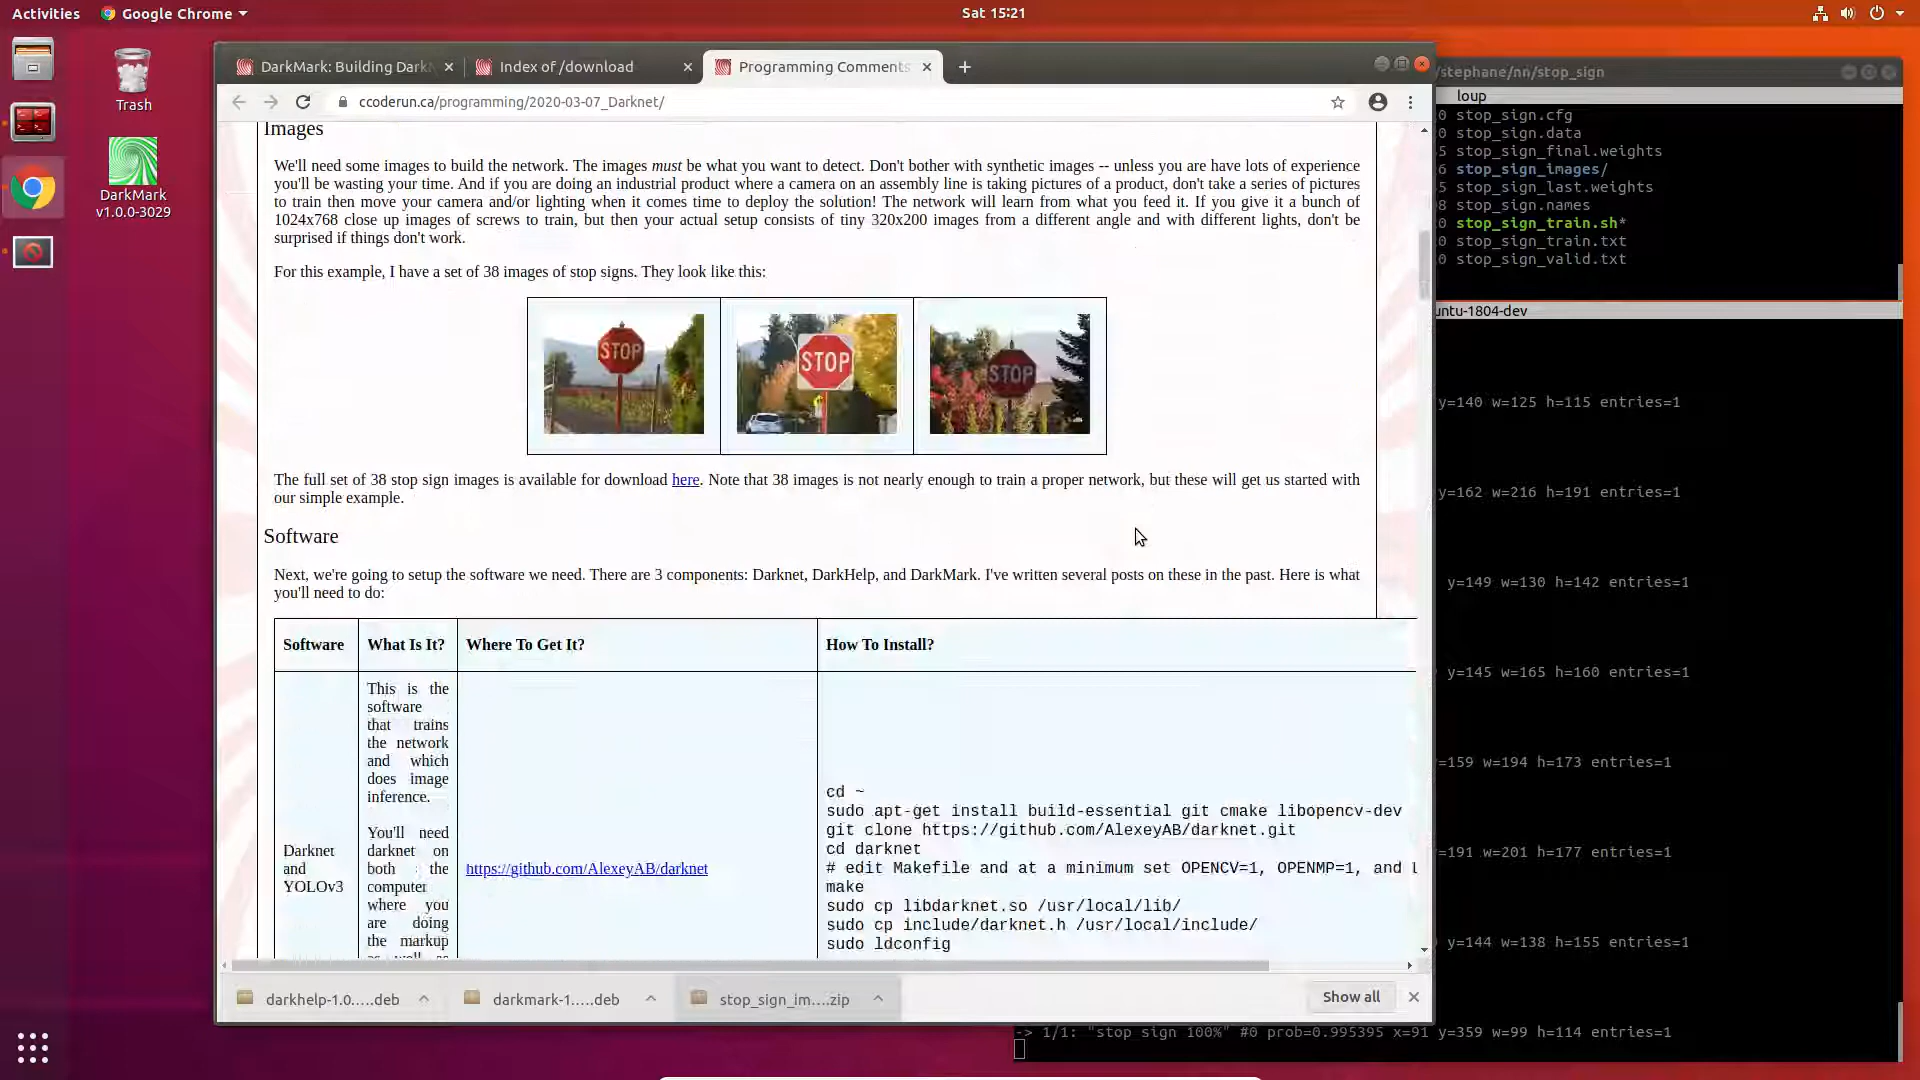 Activities
Google Chrome
Sat 15:21
Trash
DarkMark
v1.0.0-3029
DarkMark: Building Dark
Index of /download
Programming Comments
ccoderun.ca/programming/2020-03-07_Darknet/
Images
We'll need some images to build the network. The images must be what you want to detect. Don't bother with synthetic images -- unless you are have lots of experience
you'll be wasting your time. And if you are doing an industrial product where a camera on an assembly line is taking pictures of a product, don't take a series of pictures
to train then move your camera and/or lighting when it comes time to deploy the solution! The network will learn from what you feed it. If you give it a bunch of
1024x768 close up images of screws to train, but then your actual setup consists of tiny 320x200 images from a different angle and with different lights, don't be
surprised if things don't work.
For this example, I have a set of 38 images of stop signs. They look like this:
STOP
STOP
STOP
The full set of 38 stop sign images is available for download here. Note that 38 images is not nearly enough to train a proper network, but these will get us started with
our simple example.
Software
Next, we're going to setup the software we need. There are 3 components: Darknet, DarkHelp, and DarkMark. I've written several posts on these in the past. Here is what
you'll need to do:
Software
What Is It?
Where To Get It?
How To Install?
Darknet
and
YOLOv3
This is the
software
that trains
the network
and which
does image
inference.
You'll need
darknet on
both the
computer
where you
are doing
the markup
as well as
https://github.com/AlexeyAB/darknet
cd ~
sudo apt-get install build-essential git cmake libopencv-dev
git clone https://github.com/AlexeyAB/darknet.git
cd darknet
# edit Makefile and at a minimum set OPENCV=1, OPENMP=1, and L
make
sudo cp libdarknet.so /usr/local/lib/
sudo cp include/darknet.h /usr/local/include/
sudo ldconfig
darkhelp-1.0.....deb
darkmark-1.....deb
stop_sign_im....zip
Show all
/stephane/nn/stop_sign
loup
0 stop_sign.cfg
stop_sign.data
5 stop_sign_final.weights
6 stop_sign_images/
5 stop_sign_last.weights
8 stop_sign.names
0 stop_sign_train.sh*
0 stop_sign_train.txt
0 stop_sign_valid.txt
untu-1804-dev
y=140 w=125 h=115 entries=1
y=162 w=216 h=191 entries=1
y=149 w=130 h=142 entries=1
y=145 w=165 h=160 entries=1
=159 w=194 h=173 entries=1
=191 w=201 h=177 entries=1
y=144 w=138 h=155 entries=1
-> 1/1: "stop sign 100%" #0 prob=0.995395 x=91 y=359 w=99 h=114 entries=1